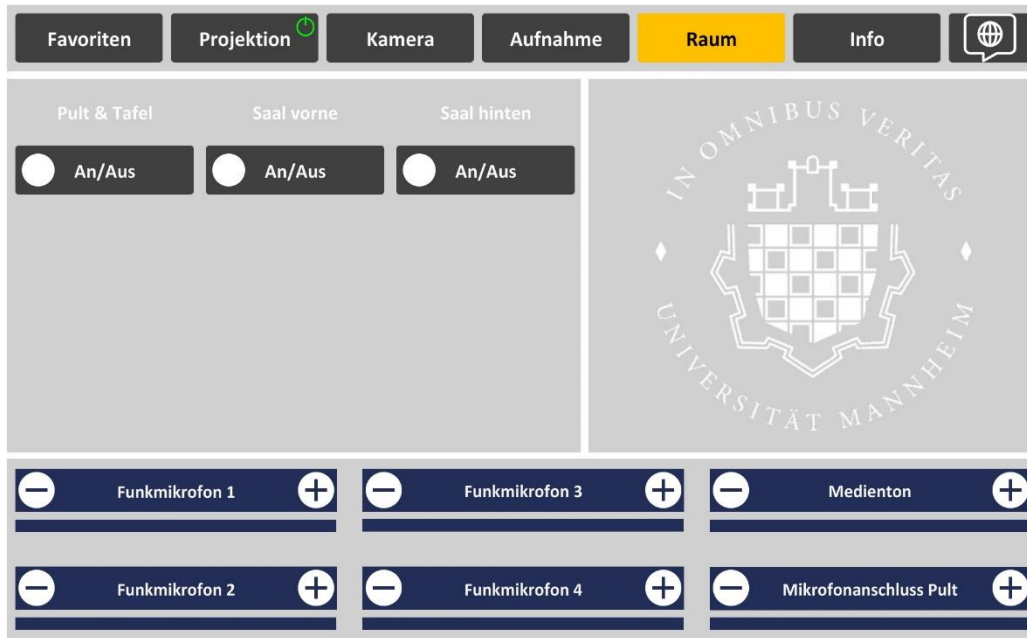 Favoriten Projektion Kamera Aufnahme Raum Info
Pult & Tafel Saal vorne Saal hinten
An/Aus An/Aus An/Aus
IN OMNIBUS VERITAS
UNIVERSITÄT MANNHEIM
Funkmikrofon 1 Funkmikrofon 3 Medienton
Funkmikrofon 2 Funkmikrofon 4 Mikrofonanschluss Pult